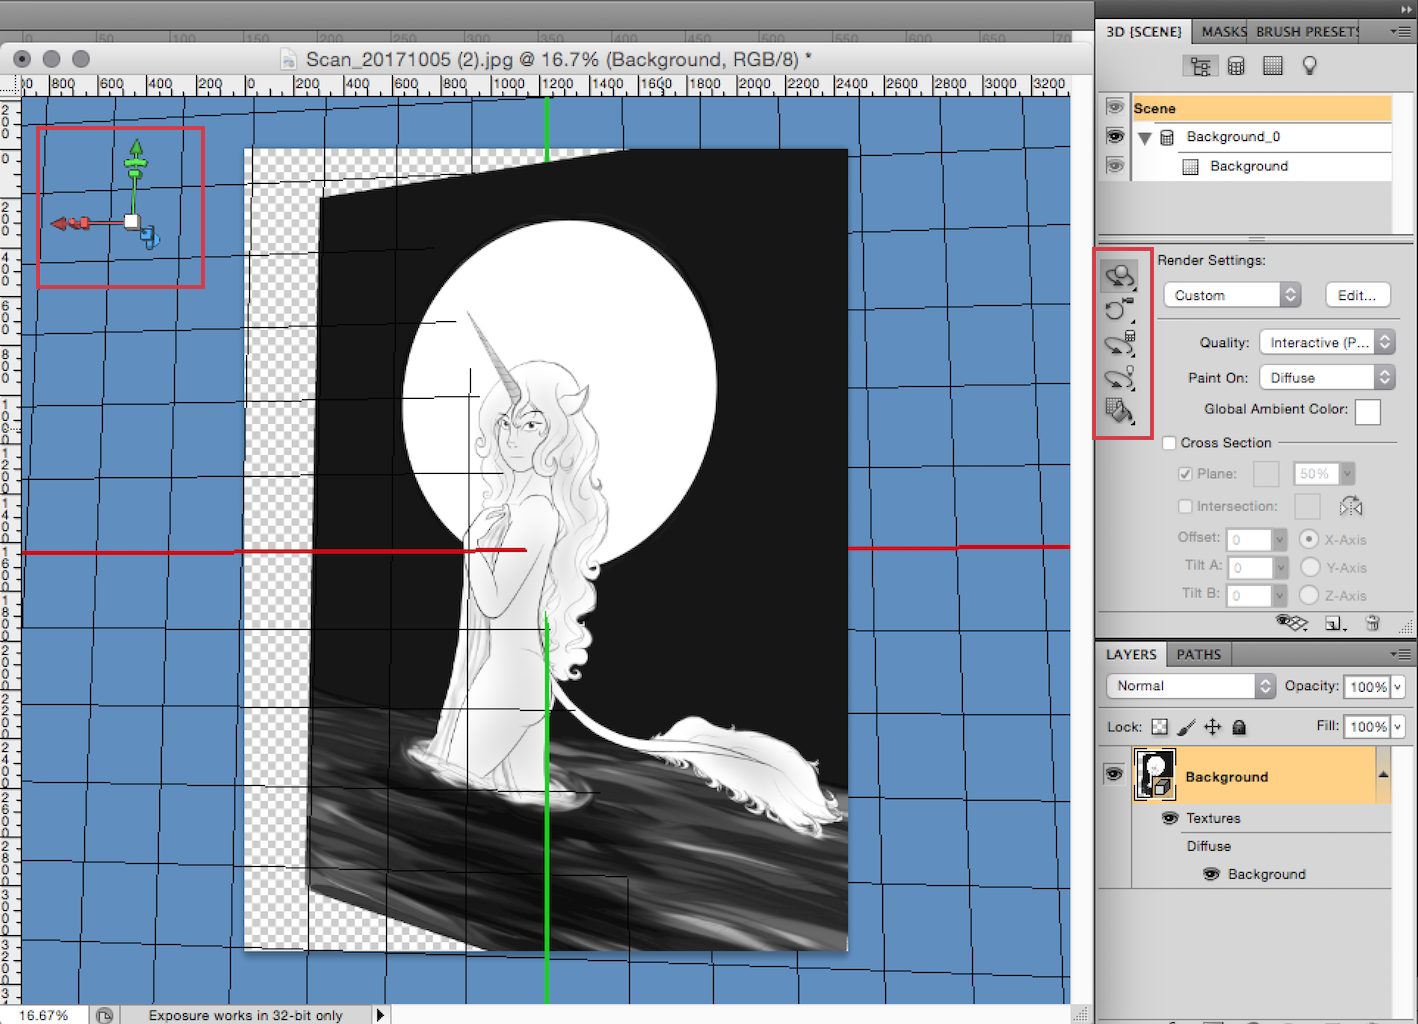 3D {SCENE} MASKS BRUSH PRESETS
Scan_20171005 (2).jpg @ 16.7% (Background, RGB/8) *
800 600 400 200 0 200 400 600 800 1000 1200 1400 1600 1800 2000 2200 2400 2600 2800 3000 3200
Scene
Background_0
Background
Render Settings:
Custom Edit...
Quality: Interactive (P...
Paint On: Diffuse
Global Ambient Color:
Cross Section
Plane: 50%
Intersection:
Offset: 0 X-Axis
Tilt A: 0 Y-Axis
Tilt B: 0 Z-Axis
LAYERS PATHS
Normal Opacity: 100%
Lock: Fill: 100%
Background
Textures
Diffuse
Background
16.67% Exposure works in 32-bit only